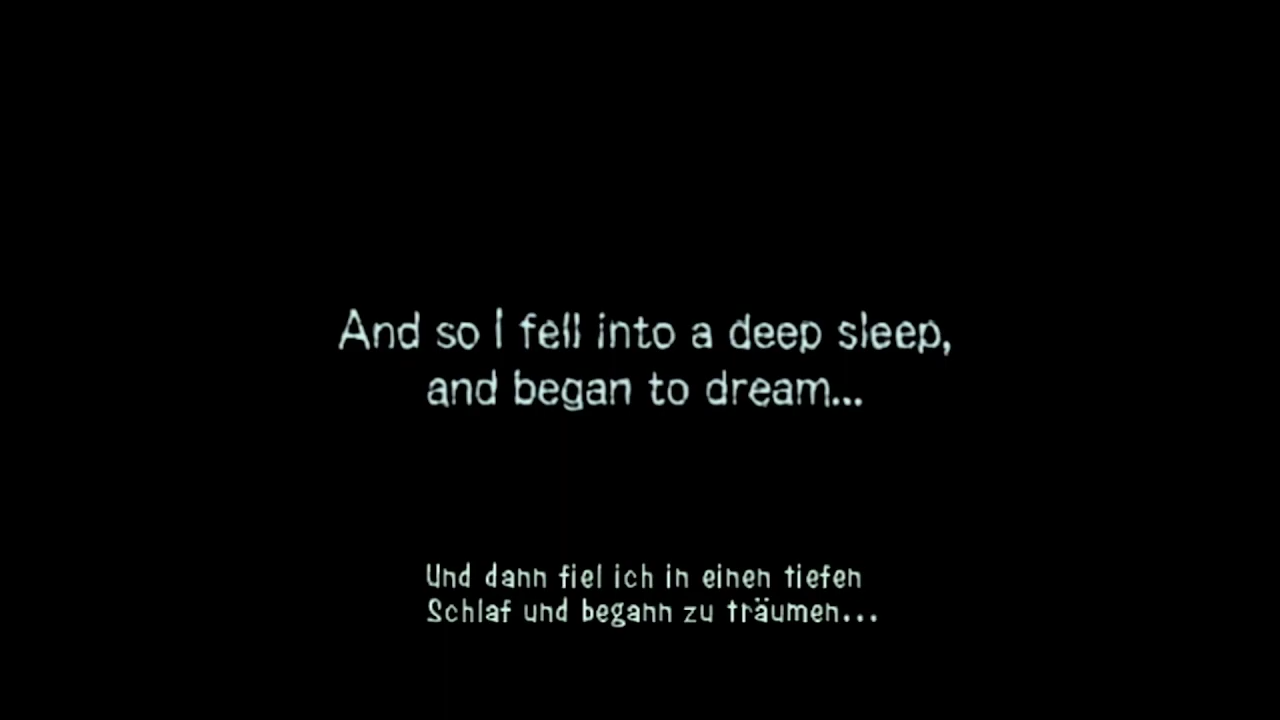 And so I fell into a deep sleep,
and began to dream...
Und dann fiel ich in einen tiefen
Schlaf und begann zu träumen...